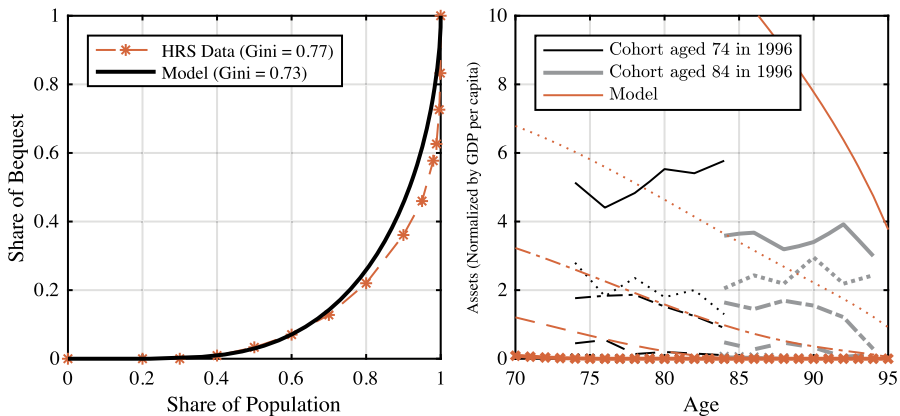 1
0.8
0.6
0.4
0.2
0
0 0.2 0.4 0.6 0.8 1
Share of Bequest
Share of Population
HRS Data (Gini = 0.77)
Model (Gini = 0.73)
10
8
6
4
2
0
70 75 80 85 90 95
Assets (Normalized by GDP per capita)
Age
Cohort aged 74 in 1996
Cohort aged 84 in 1996
Model